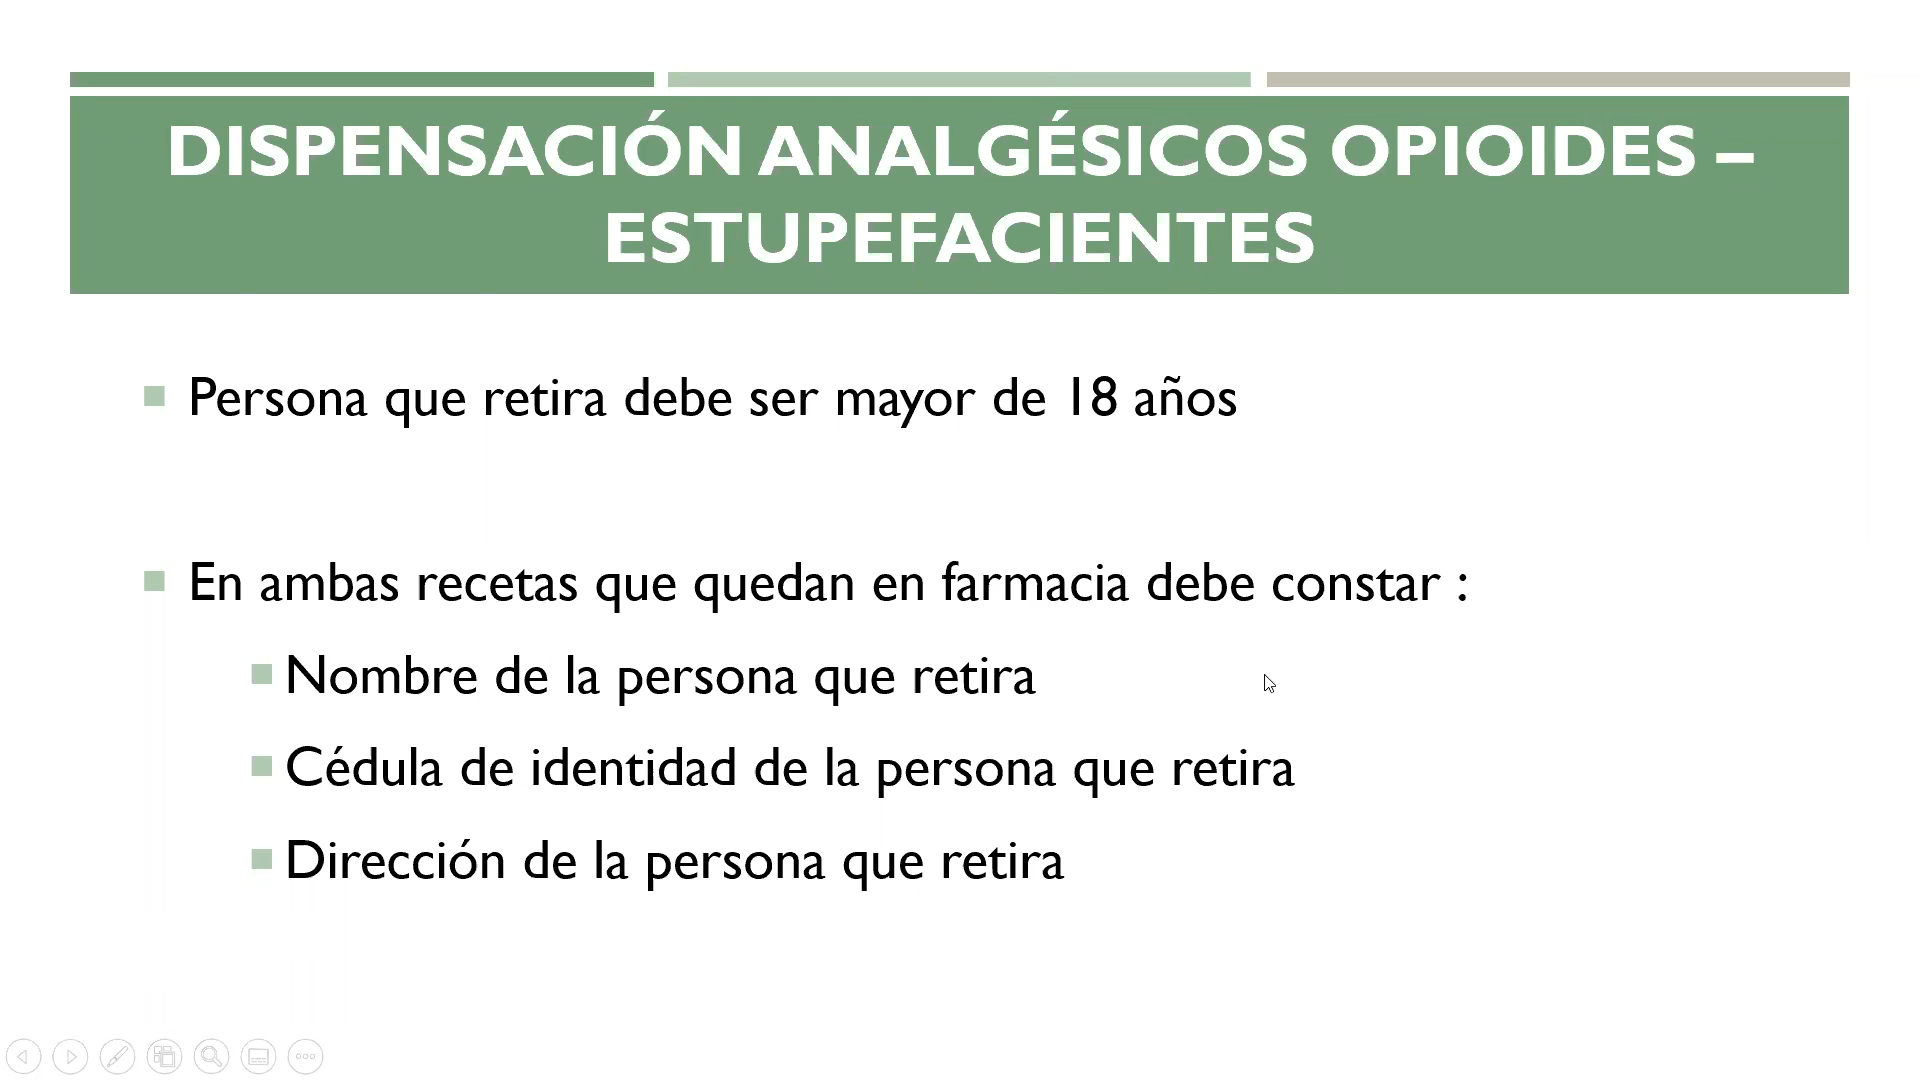 DISPENSACIÓN ANALGÉSICOS OPIOIDES –
ESTUPEFACIENTES
Persona que retira debe ser mayor de 18 años
En ambas recetas que quedan en farmacia debe constar :
Nombre de la persona que retira
Cédula de identidad de la persona que retira
Dirección de la persona que retira